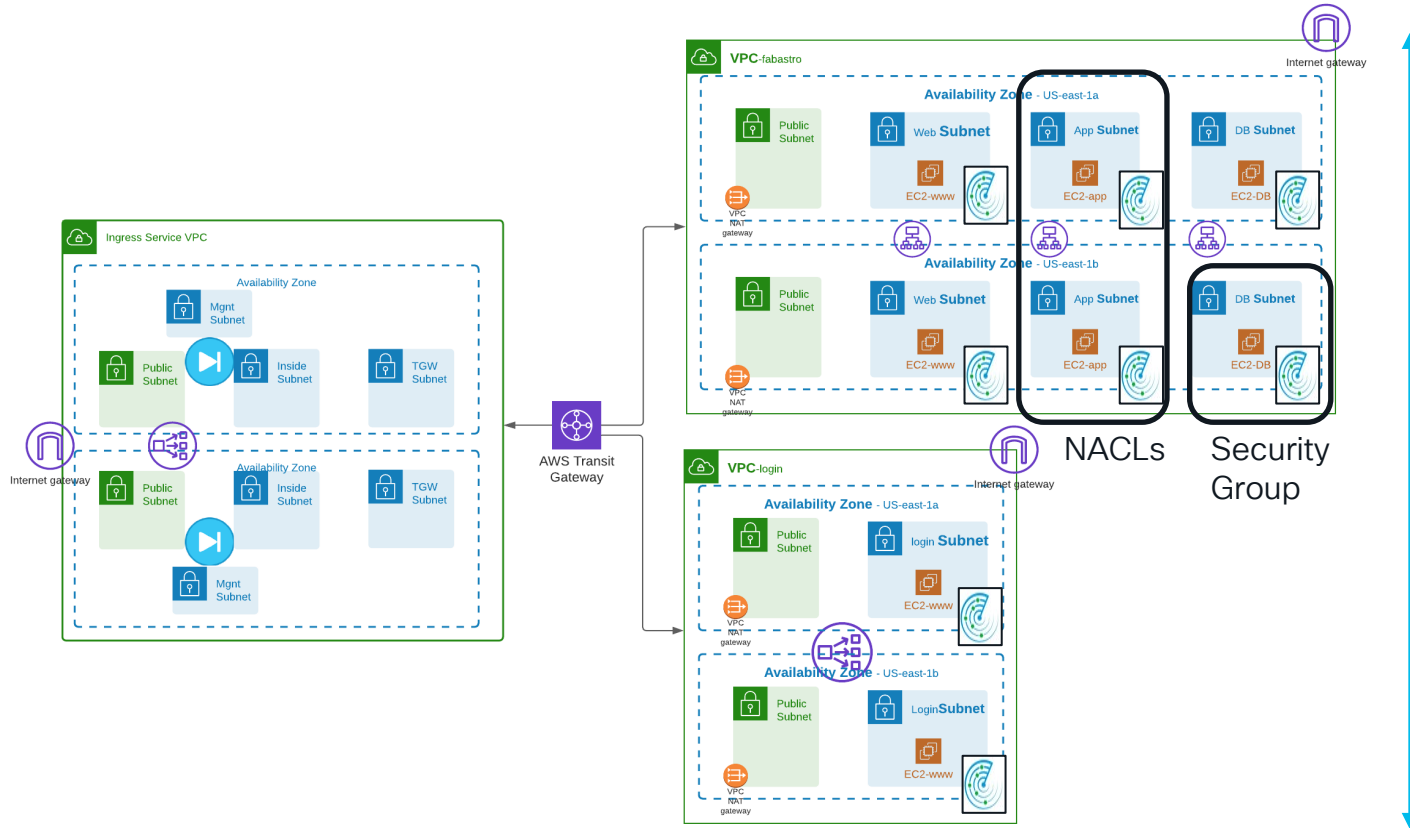 Ingress Service VPC
Availability Zone
Mgnt
Subnet
Public
Subnet
Inside
Subnet
TGW
Subnet
Internet gateway
Availability Zone
Public
Subnet
Inside
Subnet
TGW
Subnet
Mgnt
Subnet
AWS Transit
Gateway
Internet gateway
VPC-fabastro
Availability Zone - US-east-1a
Public
Subnet
VPC
NAT
gateway
Web Subnet
EC2-www
App Subnet
EC2-app
DB Subnet
EC2-DB
Availability Zone - US-east-1b
Public
Subnet
VPC
NAT
gateway
Web Subnet
EC2-www
App Subnet
EC2-app
DB Subnet
EC2-DB
NACLs
Security
Group
Internet gateway
VPC-login
Availability Zone - US-east-1a
Public
Subnet
VPC
NAT
gateway
login Subnet
EC2-www
Availability Zone - US-east-1b
Public
Subnet
VPC
NAT
gateway
LoginSubnet
EC2-www